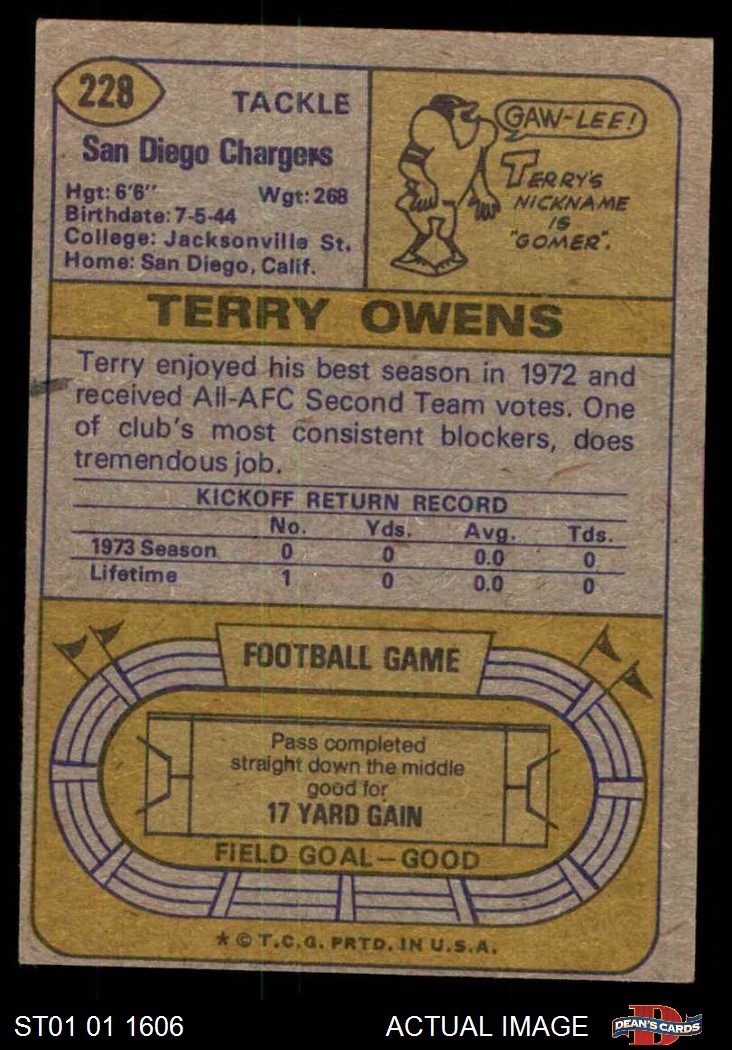 228
TACKLE
San Diego Chargers
Hgt: 6'6" Wgt: 268
Birthdate: 7-5-44
College: Jacksonville St.
Home: San Diego, Calif.
GAW-LEE!
TERRY'S
NICKNAME
IS
"GOMER".
TERRY OWENS
Terry enjoyed his best season in 1972 and
received All-AFC Second Team votes. One
of club's most consistent blockers, does
tremendous job.
KICKOFF RETURN RECORD
No. Yds. Avg. Tds.
1973 Season 0 0 0.0 0
Lifetime 1 0 0.0 0
FOOTBALL GAME
Pass completed
straight down the middle
good for
17 YARD GAIN
FIELD GOAL—GOOD
* © T.C.G. PRTD. IN U.S.A.
ST01 01 1606 ACTUAL IMAGE
D
DEAN'S CARDS